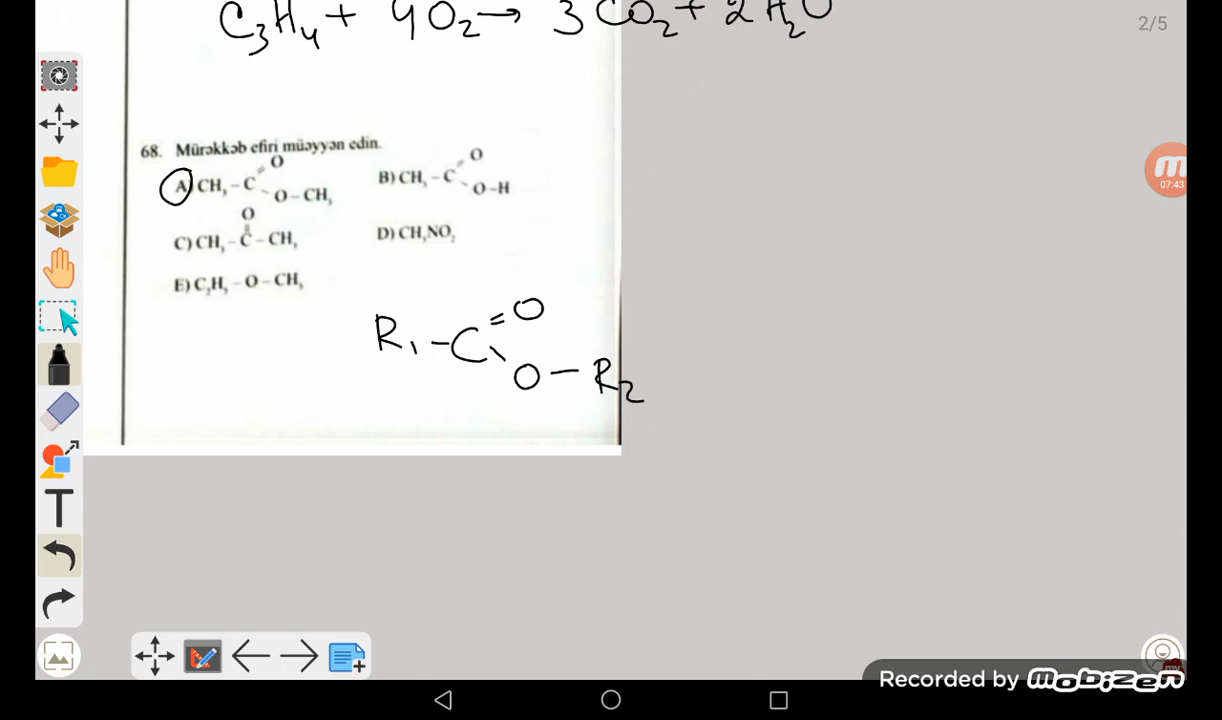 C₃H₄ + 4O₂ → 3CO₂ + 2H₂O
2/5
68. Mürəkkəb efiri müəyyən edin.
O
A) CH₃ – C
O – CH₃
O
B) CH₃ – C
O – H
O
C) CH₃ – C – CH₃
D) CH₃NO₂
E) C₂H₅ – O – CH₃
R₁ – C = O
O – R₂
07:43
T
Recorded by mobizen
my